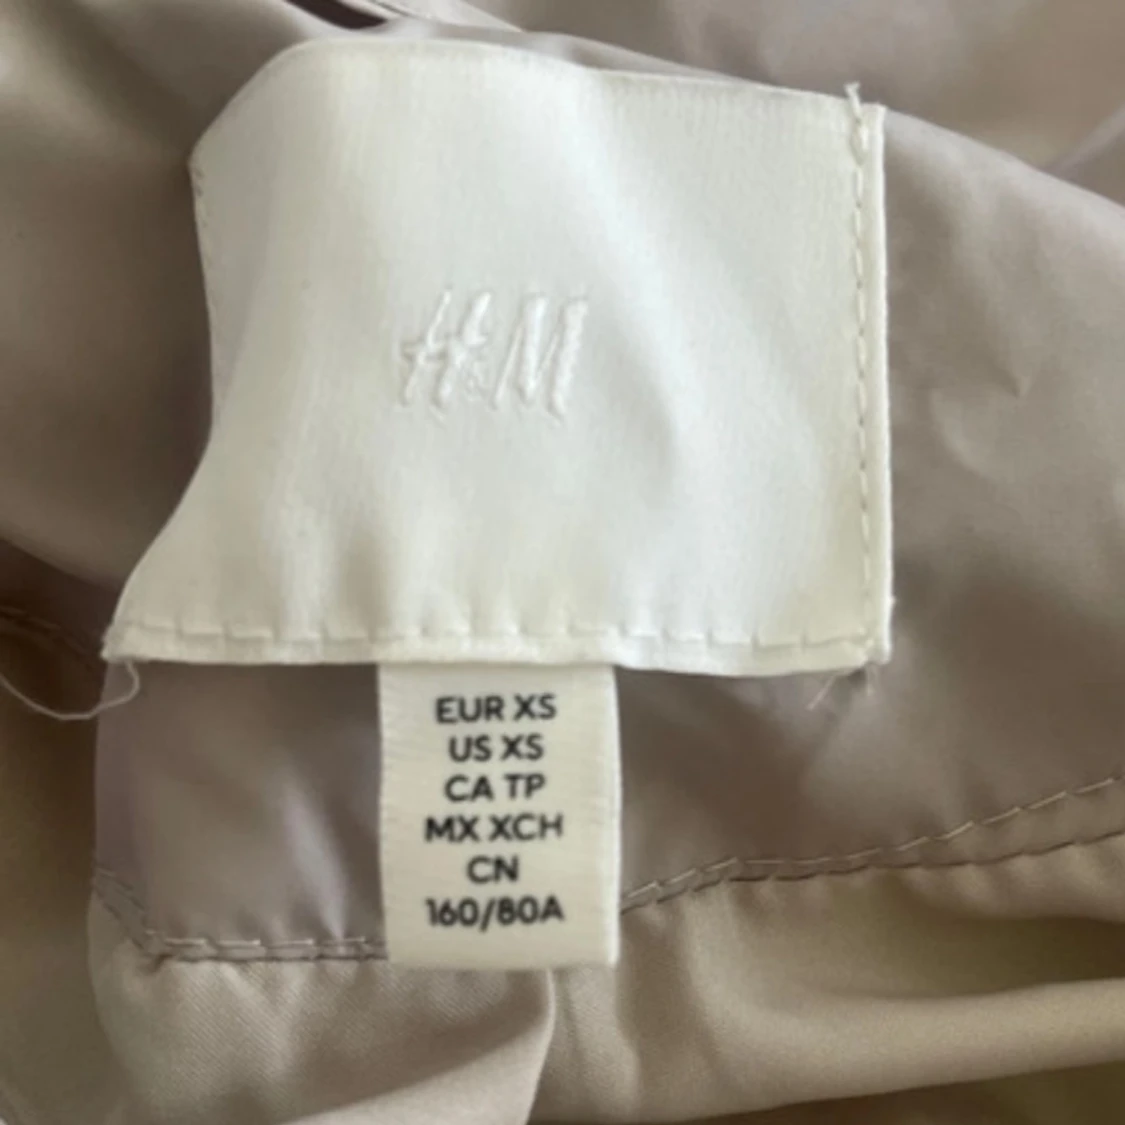 H&M
EUR XS
US XS
CA TP
MX XCH
CN
160/80A